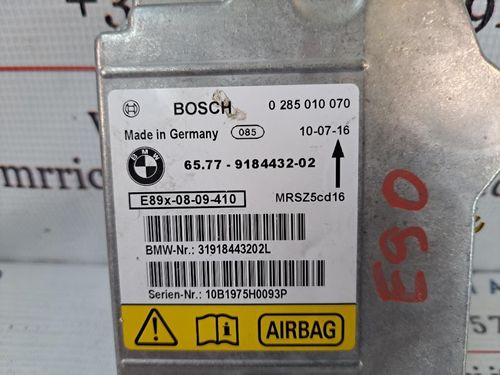 BOSCH 0 285 010 070
Made in Germany 085 10-07-16
BMW 65.77 - 9184432-02
E89x-08-09-410 MRSZ5cd16
BMW-Nr.: 31918443202L
Serien-Nr.: 10B1975H0093P
AIRBAG
E90